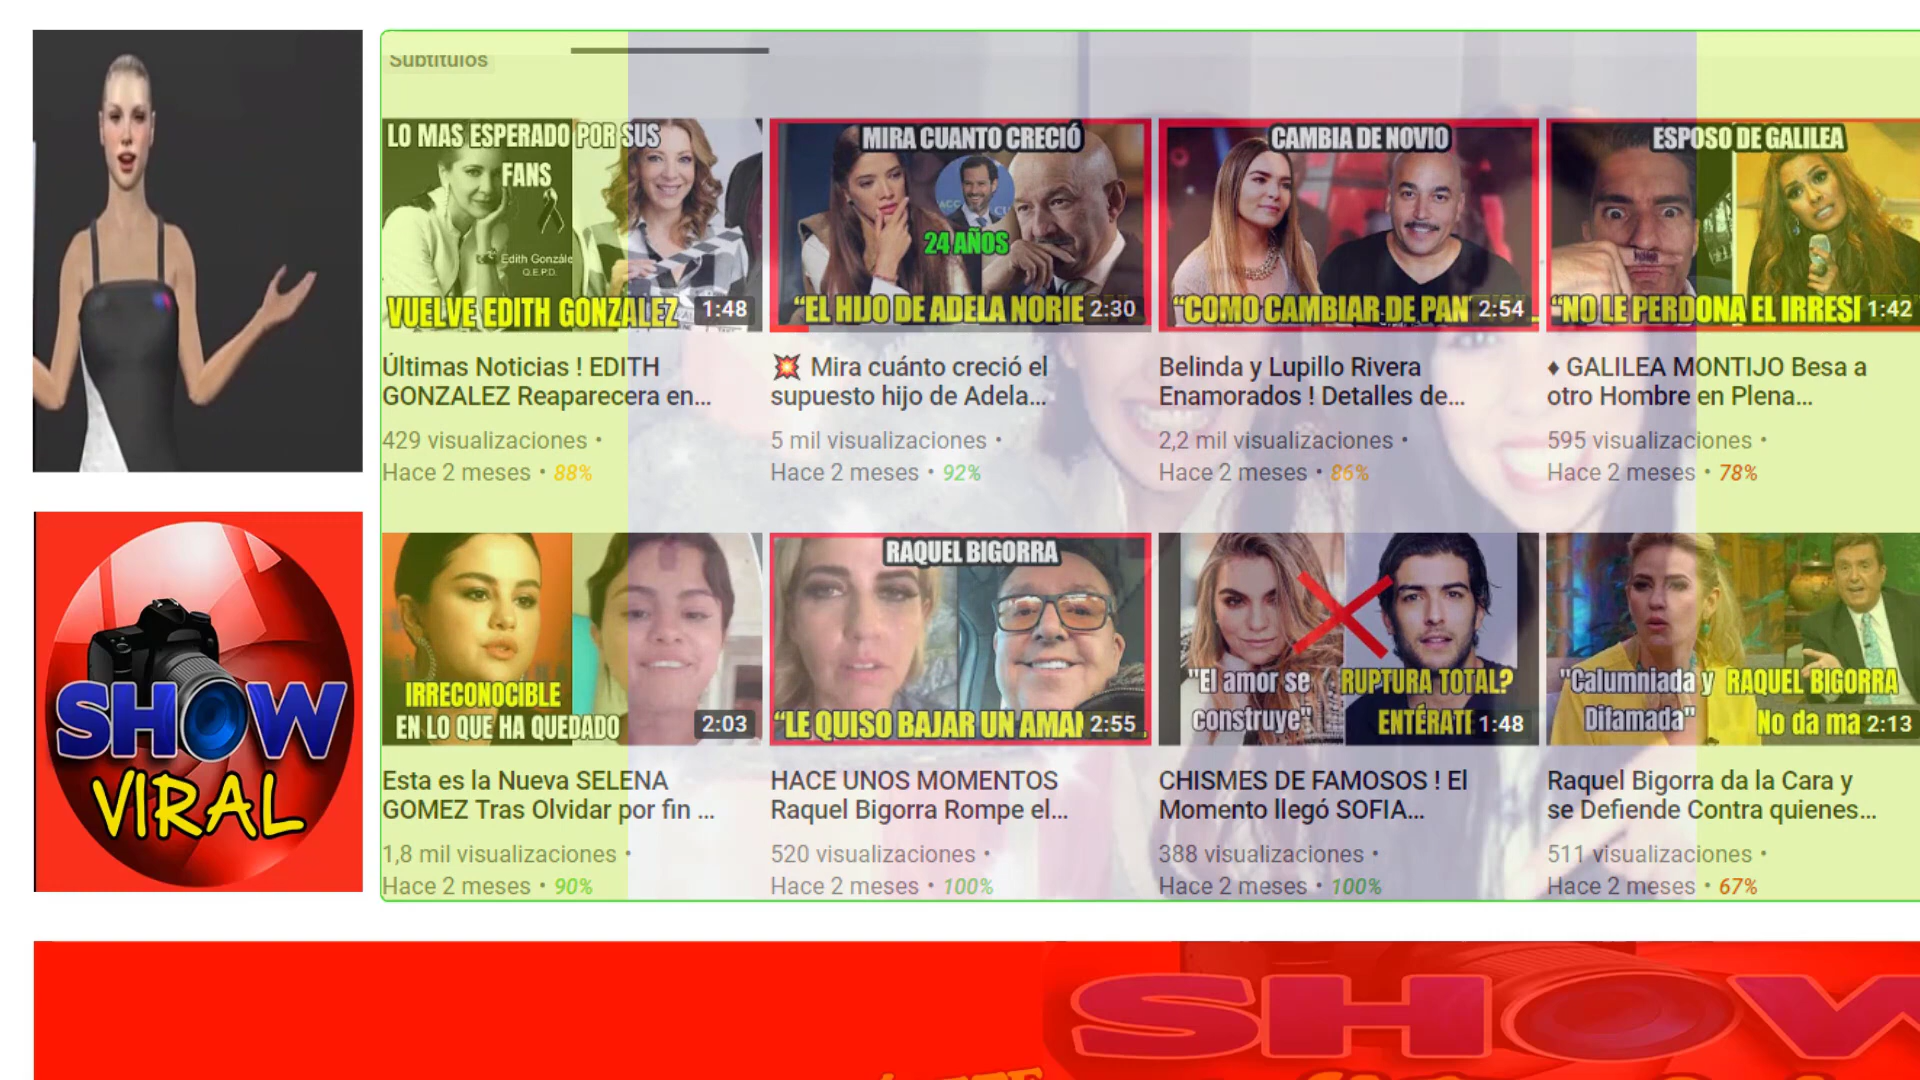 Subtítulos
LO MAS ESPERADO POR SUS
FANS
Edith Gonzále
Q.E.P.D.
VUELVE EDITH GONZALEZ
1:48
MIRA CUANTO CRECIÓ
24 AÑOS
“EL HIJO DE ADELA NORIE
2:30
CAMBIA DE NOVIO
“COMO CAMBIAR DE PAN
2:54
ESPOSO DE GALILEA
“NO LE PERDONA EL IRRESI
1:42
Últimas Noticias ! EDITH
GONZALEZ Reaparecera en...
429 visualizaciones •
Hace 2 meses • 88%
💥 Mira cuánto creció el
supuesto hijo de Adela...
5 mil visualizaciones •
Hace 2 meses • 92%
Belinda y Lupillo Rivera
Enamorados ! Detalles de...
2,2 mil visualizaciones •
Hace 2 meses • 86%
♦ GALILEA MONTIJO Besa a
otro Hombre en Plena...
595 visualizaciones •
Hace 2 meses • 78%
IRRECONOCIBLE
EN LO QUE HA QUEDADO
2:03
RAQUEL BIGORRA
“LE QUISO BAJAR UN AMAN
2:55
"El amor se
construye"
RUPTURA TOTAL?
ENTÉRATE
1:48
"Calumniada y
Difamada"
RAQUEL BIGORRA
No da ma
2:13
Esta es la Nueva SELENA
GOMEZ Tras Olvidar por fin ...
1,8 mil visualizaciones •
Hace 2 meses • 90%
HACE UNOS MOMENTOS
Raquel Bigorra Rompe el...
520 visualizaciones •
Hace 2 meses • 100%
CHISMES DE FAMOSOS ! El
Momento llegó SOFIA...
388 visualizaciones •
Hace 2 meses • 100%
Raquel Bigorra da la Cara y
se Defiende Contra quienes...
511 visualizaciones •
Hace 2 meses • 67%
SHOW
VIRAL
SHOW